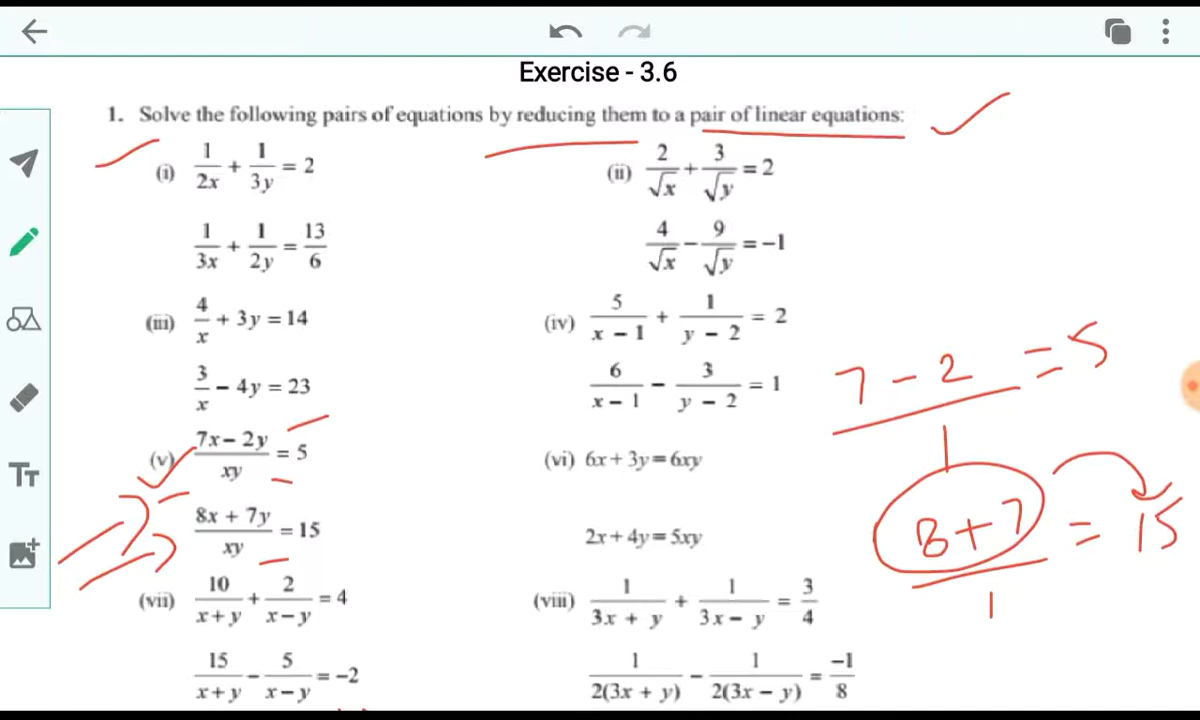 Exercise - 3.6
1. Solve the following pairs of equations by reducing them to a pair of linear equations:
(i) 1/2x + 1/3y = 2
1/3x + 1/2y = 13/6
(ii) 2/√x + 3/√y = 2
4/√x − 9/√y = −1
(iii) 4/x + 3y = 14
3/x − 4y = 23
(iv) 5/(x − 1) + 1/(y − 2) = 2
6/(x − 1) − 3/(y − 2) = 1
(v) (7x − 2y)/xy = 5
(8x + 7y)/xy = 15
(vi) 6x + 3y = 6xy
2x + 4y = 5xy
(vii) 10/(x + y) + 2/(x − y) = 4
15/(x + y) − 5/(x − y) = −2
(viii) 1/(3x + y) + 1/(3x − y) = 3/4
1/2(3x + y) − 1/2(3x − y) = −1/8
(7 − 2)/1 = 5
(8 + 7)/1 = 15
TT